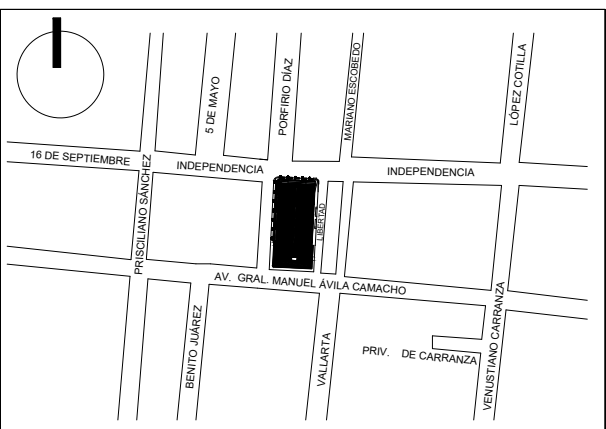 5 DE MAYO
PORFIRIO DÍAZ
MARIANO ESCOBEDO
LÓPEZ COTILLA
16 DE SEPTIEMBRE
INDEPENDENCIA
INDEPENDENCIA
PRISCILIANO SÁNCHEZ
LIBERTAD
AV. GRAL. MANUEL ÁVILA CAMACHO
BENITO JUÁREZ
VALLARTA
PRIV. DE CARRANZA
VENUSTIANO CARRANZA